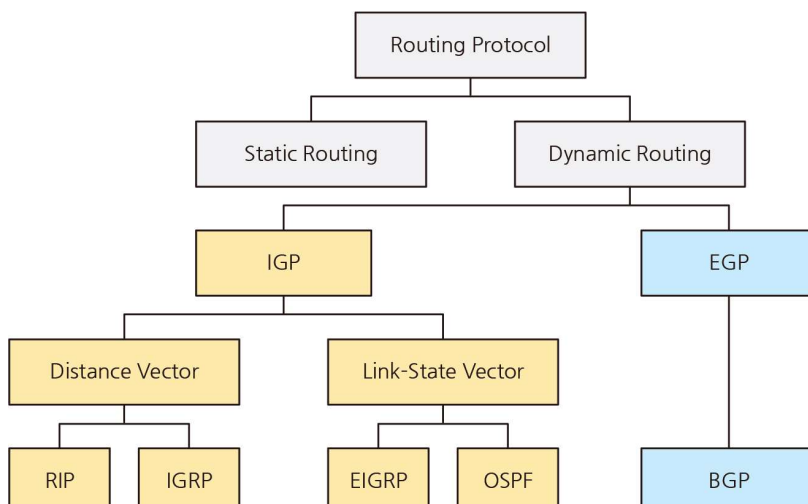 Routing Protocol
Static Routing
Dynamic Routing
IGP
EGP
Distance Vector
Link-State Vector
RIP
IGRP
EIGRP
OSPF
BGP